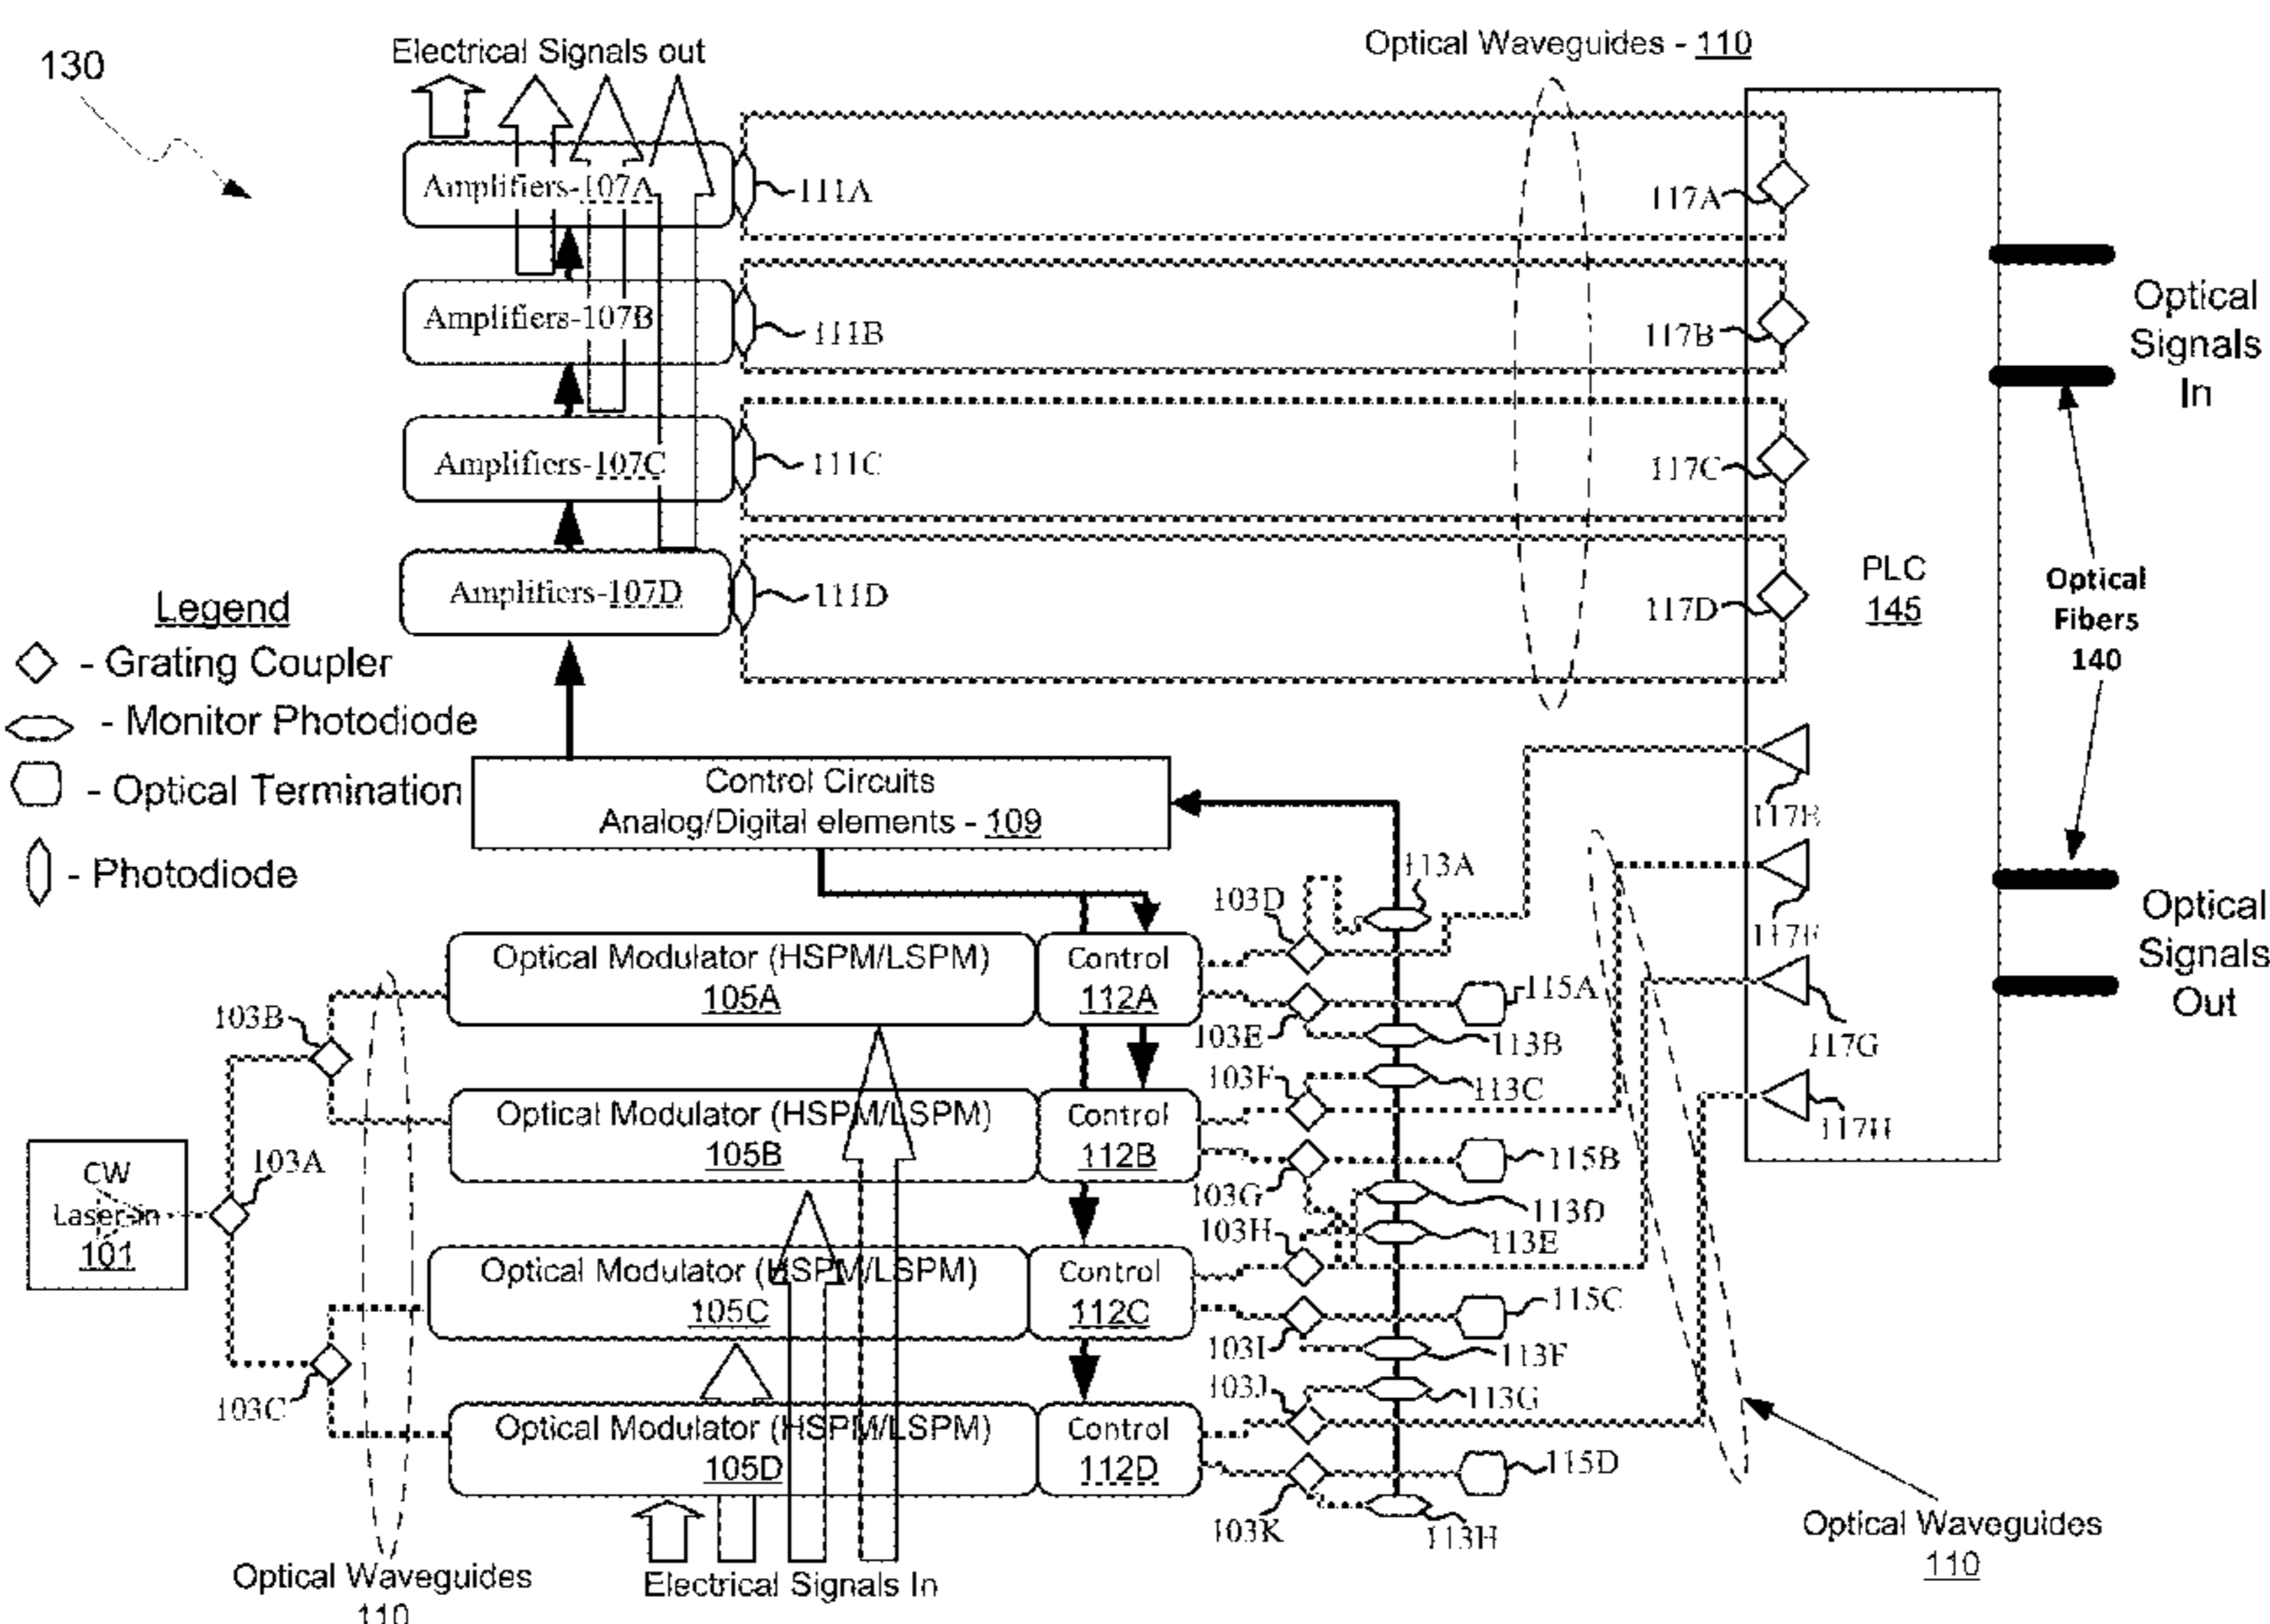 130
Electrical Signals out
Optical Waveguides - 110
Amplifiers-107A
111A
117A
Amplifiers-107B
111B
117B
Optical
Signals
In
Amplifiers-107C
111C
117C
Amplifiers-107D
111D
117D
PLC
145
Optical
Fibers
140
Legend
- Grating Coupler
- Monitor Photodiode
- Optical Termination
- Photodiode
Control Circuits
Analog/Digital elements - 109
117E
117F
117G
117H
Optical
Signals
Out
113A
103D
Optical Modulator (HSPM/LSPM)
105A
Control
112A
115A
103B
103E
113B
103F
113C
Optical Modulator (HSPM/LSPM)
105B
Control
112B
115B
103A
CW
Laser-in
101
103G
113D
103H
113E
Optical Modulator (HSPM/LSPM)
105C
Control
112C
115C
103I
113F
103C
103J
113G
Optical Modulator (HSPM/LSPM)
105D
Control
112D
115D
103K
113H
Optical Waveguides
110
Electrical Signals In
Optical Waveguides
110